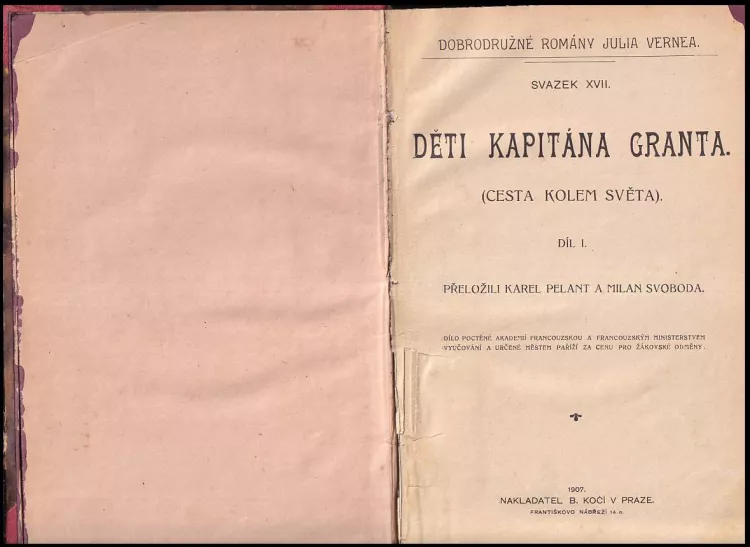 DOBRODRUŽNÉ ROMÁNY JULIA VERNEA.
SVAZEK XVII.
DĚTI KAPITÁNA GRANTA.
(CESTA KOLEM SVĚTA).
DÍL I.
PŘELOŽILI KAREL PELANT A MILAN SVOBODA.
DÍLO POCTĚNÉ AKADEMIÍ FRANCOUZSKOU A FRANCOUZSKÝM MINISTERSTVEM
VYUČOVÁNÍ A URČENÉ MĚSTEM PAŘÍŽÍ ZA CENU PRO ŽÁKOVSKÉ ODMĚNY.
1907.
NAKLADATEL B. KOČÍ V PRAZE.
FRANTIŠKOVO NÁBŘEŽÍ 14 n.